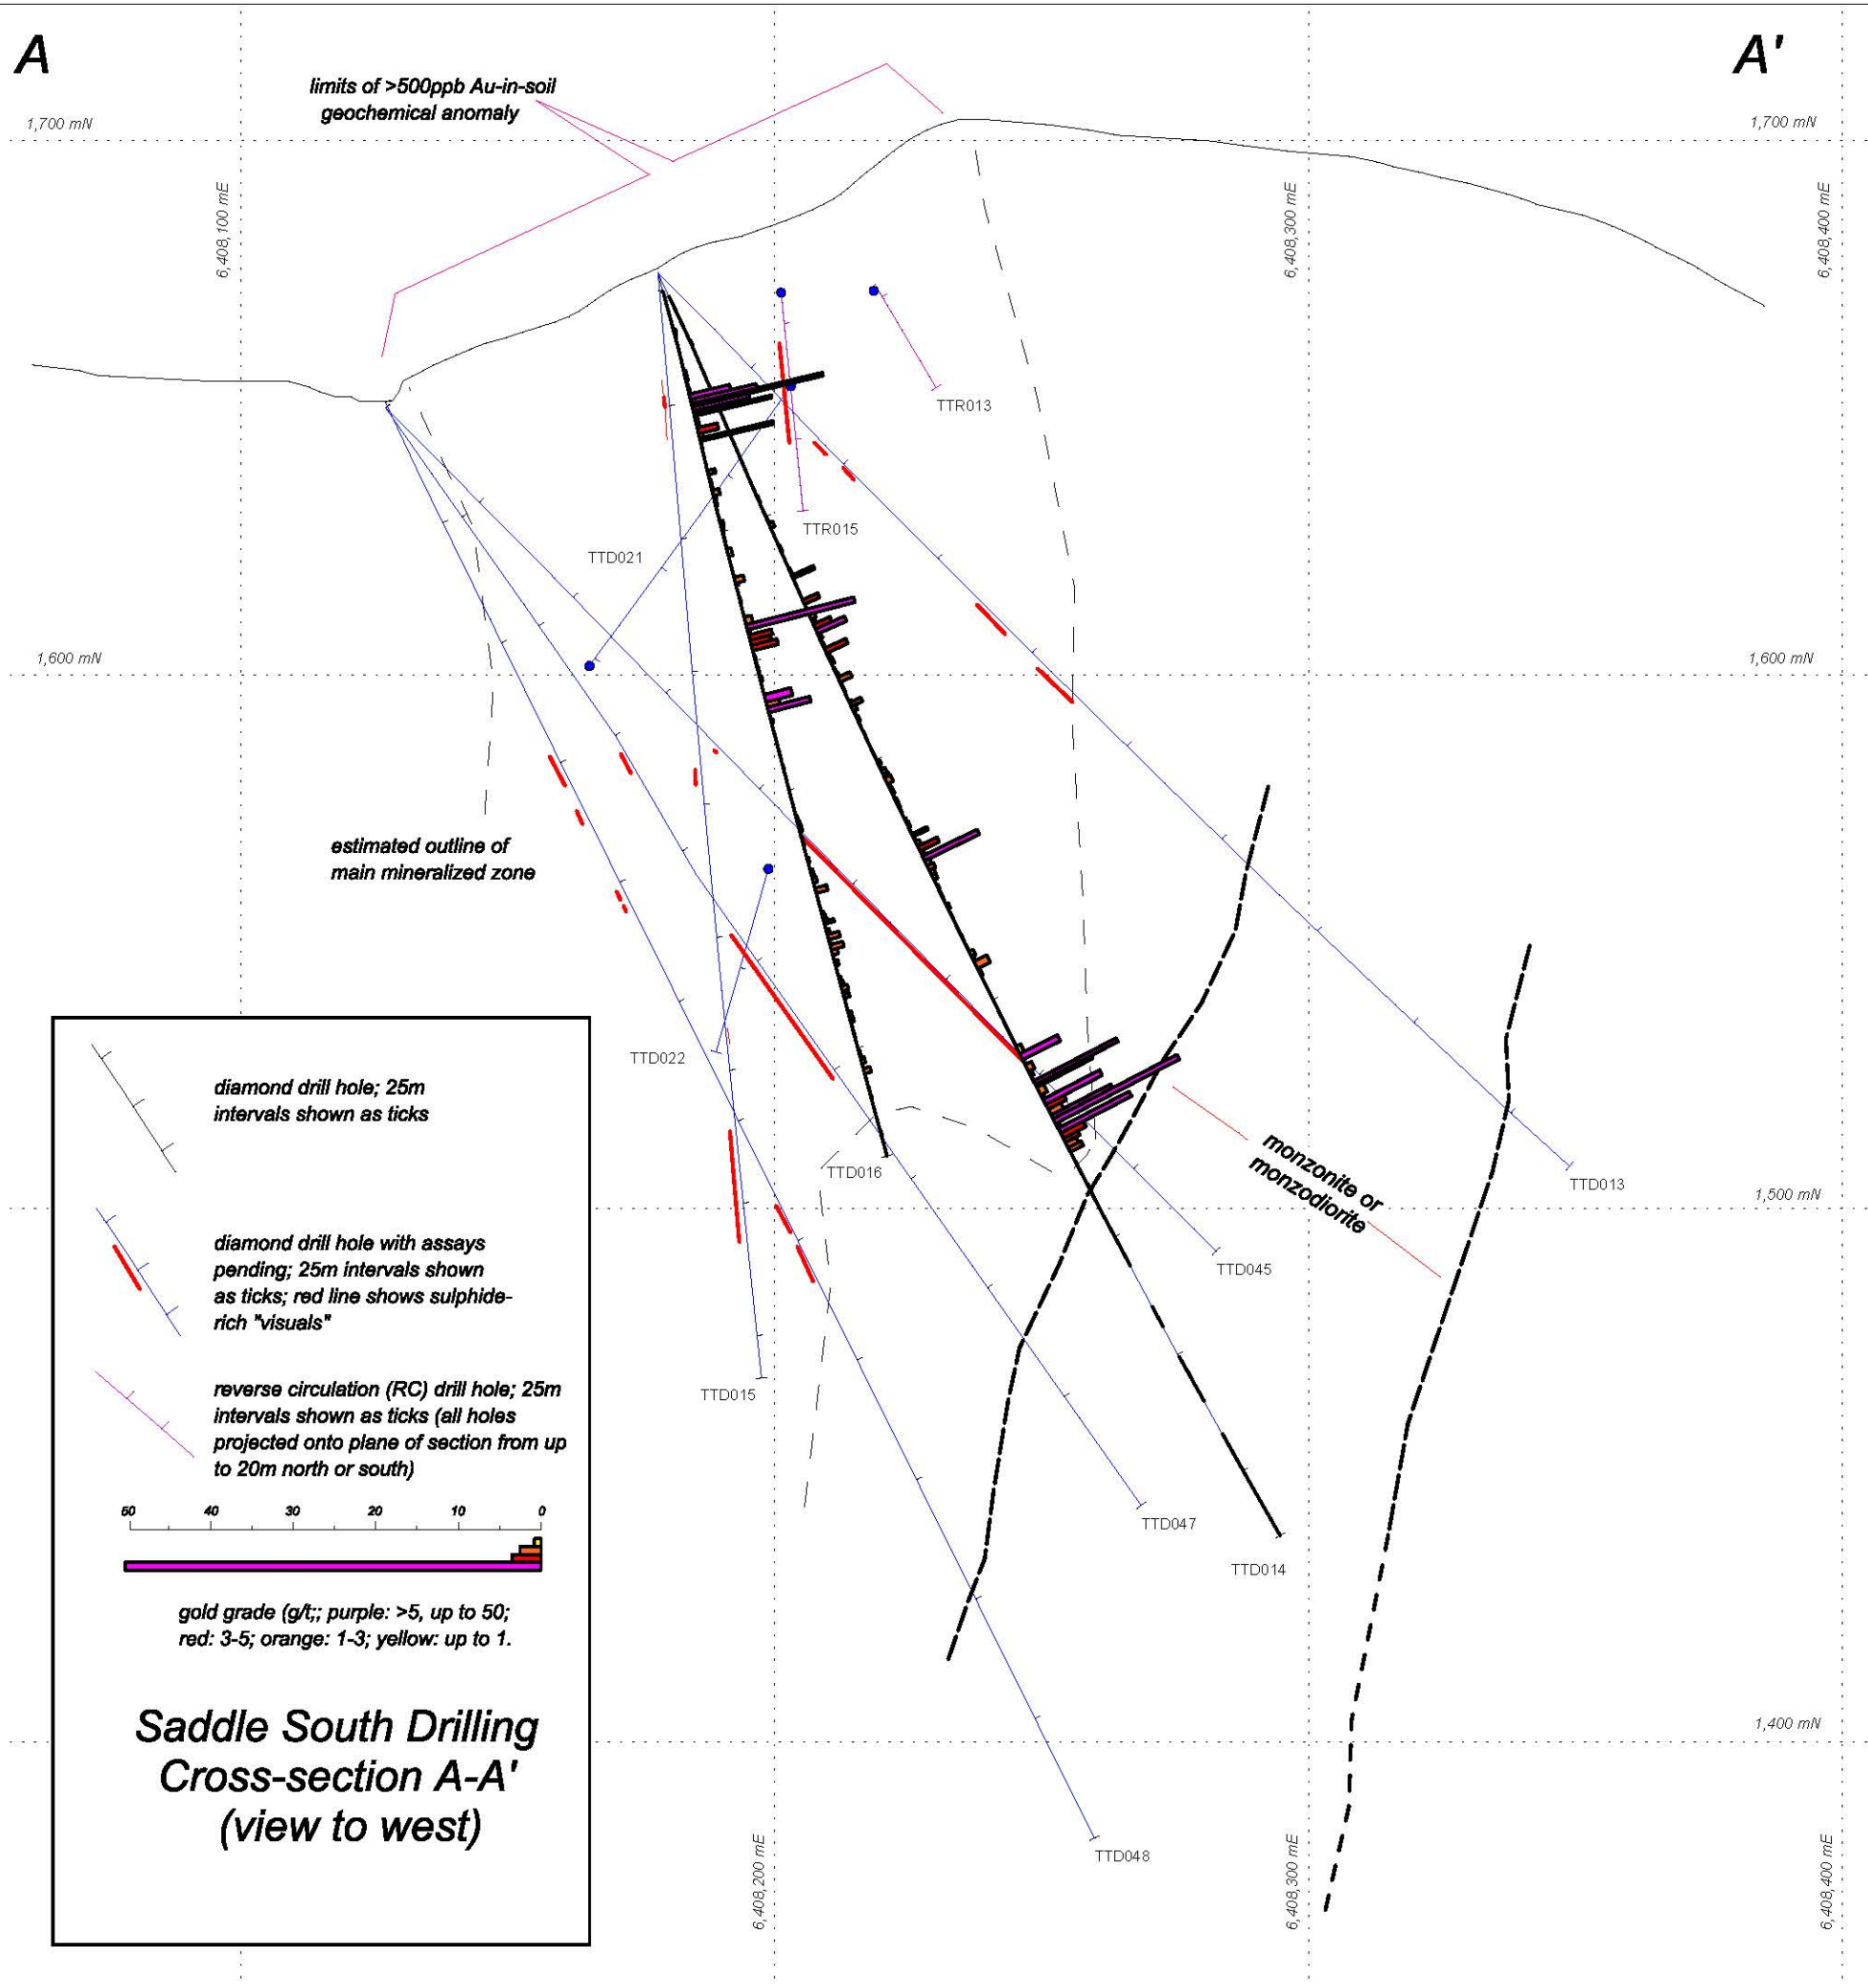 A
A'
limits of >500ppb Au-in-soil
geochemical anomaly
1,700 mN
1,700 mN
6,408,100 mE
6,408,300 mE
6,408,400 mE
TTR013
TTR015
TTD021
1,600 mN
1,600 mN
estimated outline of
main mineralized zone
TTD022
TTD016
monzonite or
monzodiorite
TTD013
1,500 mN
TTD045
TTD015
TTD047
TTD014
1,400 mN
TTD048
6,408,200 mE
6,408,300 mE
6,408,400 mE
diamond drill hole; 25m
intervals shown as ticks
diamond drill hole with assays
pending; 25m intervals shown
as ticks; red line shows sulphide-
rich "visuals"
reverse circulation (RC) drill hole; 25m
intervals shown as ticks (all holes
projected onto plane of section from up
to 20m north or south)
50 40 30 20 10 0
gold grade (g/t;; purple: >5, up to 50;
red: 3-5; orange: 1-3; yellow: up to 1.
Saddle South Drilling
Cross-section A-A'
(view to west)